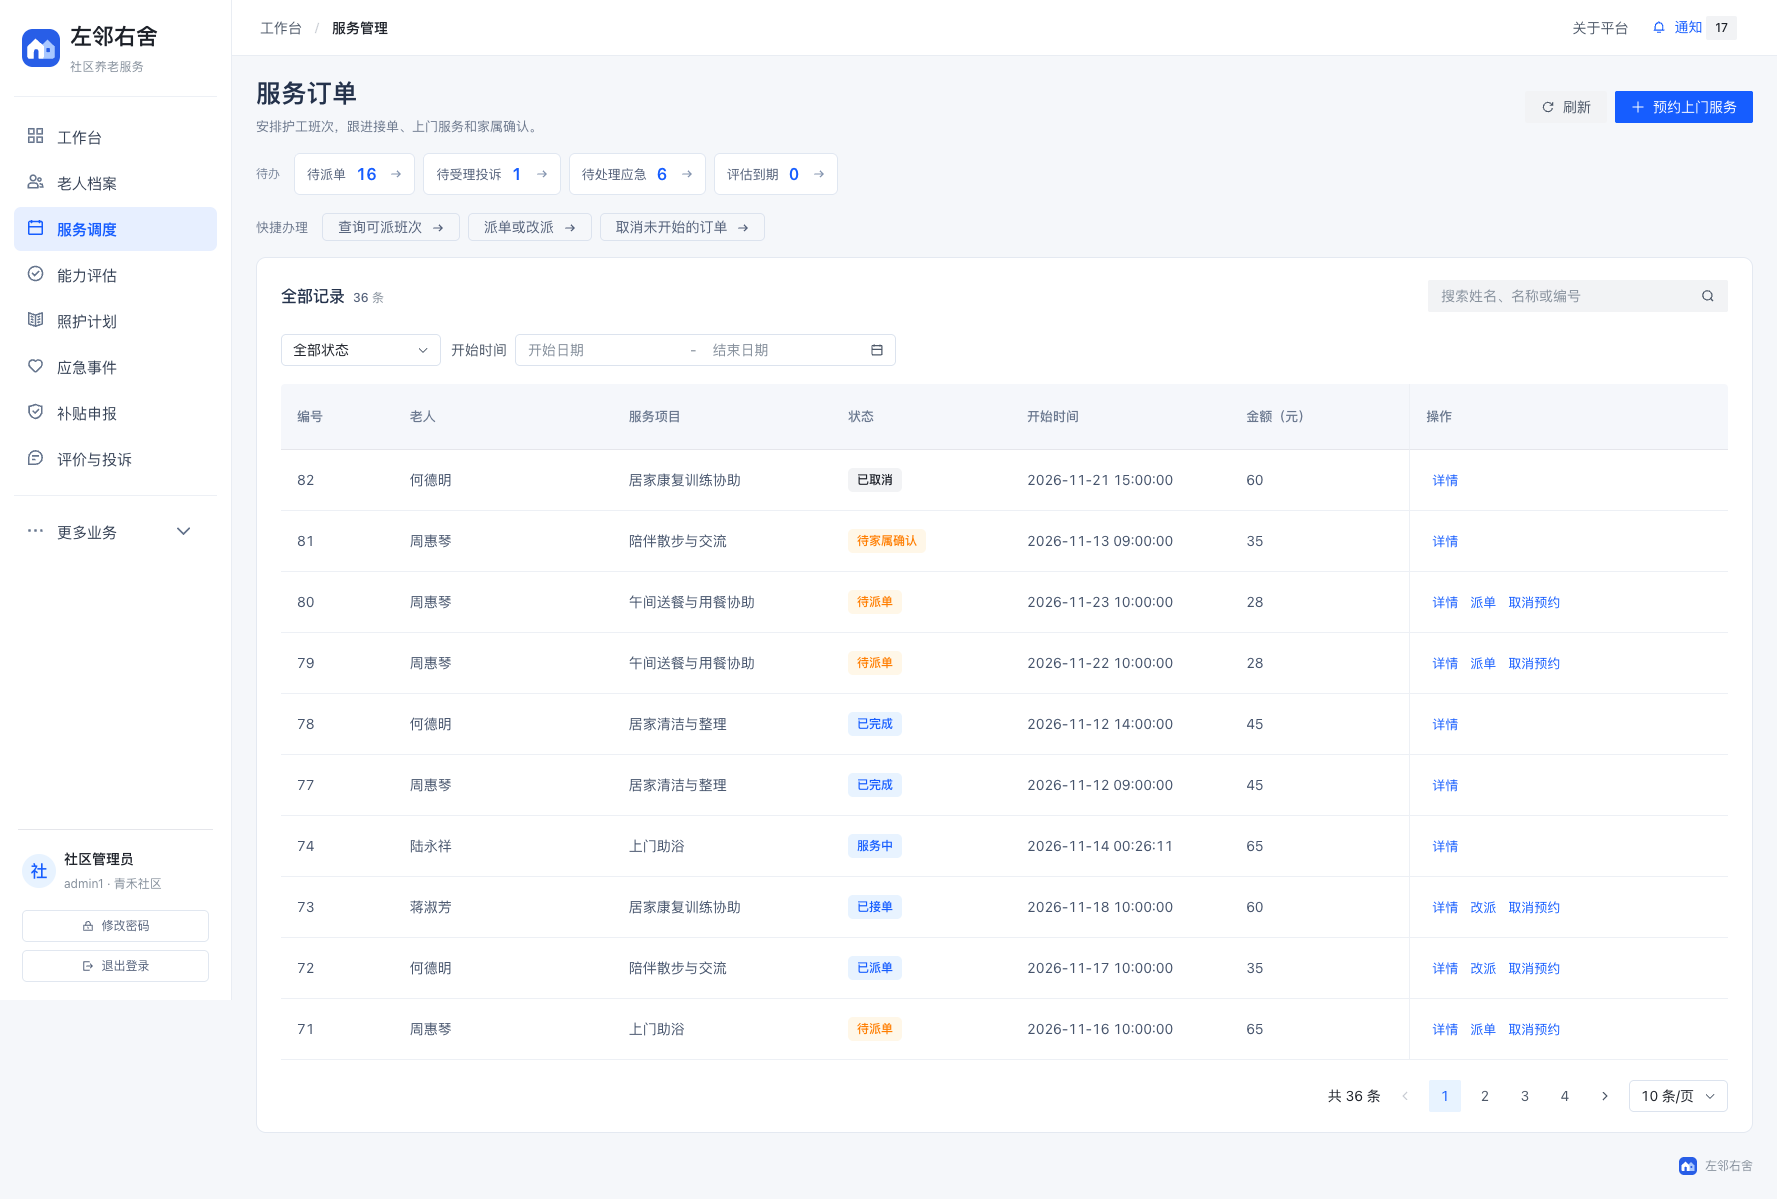 左邻右舍
社区养老服务
工作台
老人档案
服务调度
能力评估
照护计划
应急事件
补贴申报
评价与投诉
更多业务
社
社区管理员
admin1 · 青禾社区
修改密码
退出登录
工作台 / 服务管理
关于平台 通知 17
服务订单
安排护工班次，跟进接单、上门服务和家属确认。
刷新 预约上门服务
待办 待派单 16 → 待受理投诉 1 → 待处理应急 6 → 评估到期 0 →
快捷办理 查询可派班次 → 派单或改派 → 取消未开始的订单 →
全部记录 36 条
搜索姓名、名称或编号
全部状态 开始时间 开始日期 - 结束日期
编号 老人 服务项目 状态 开始时间 金额（元） 操作
82 何德明 居家康复训练协助 已取消 2026-11-21 15:00:00 60 详情
81 周惠琴 陪伴散步与交流 待家属确认 2026-11-13 09:00:00 35 详情
80 周惠琴 午间送餐与用餐协助 待派单 2026-11-23 10:00:00 28 详情 派单 取消预约
79 周惠琴 午间送餐与用餐协助 待派单 2026-11-22 10:00:00 28 详情 派单 取消预约
78 何德明 居家清洁与整理 已完成 2026-11-12 14:00:00 45 详情
77 周惠琴 居家清洁与整理 已完成 2026-11-12 09:00:00 45 详情
74 陆永祥 上门助浴 服务中 2026-11-14 00:26:11 65 详情
73 蒋淑芳 居家康复训练协助 已接单 2026-11-18 10:00:00 60 详情 改派 取消预约
72 何德明 陪伴散步与交流 已派单 2026-11-17 10:00:00 35 详情 改派 取消预约
71 周惠琴 上门助浴 待派单 2026-11-16 10:00:00 65 详情 派单 取消预约
共 36 条 1 2 3 4 10 条/页
左邻右舍